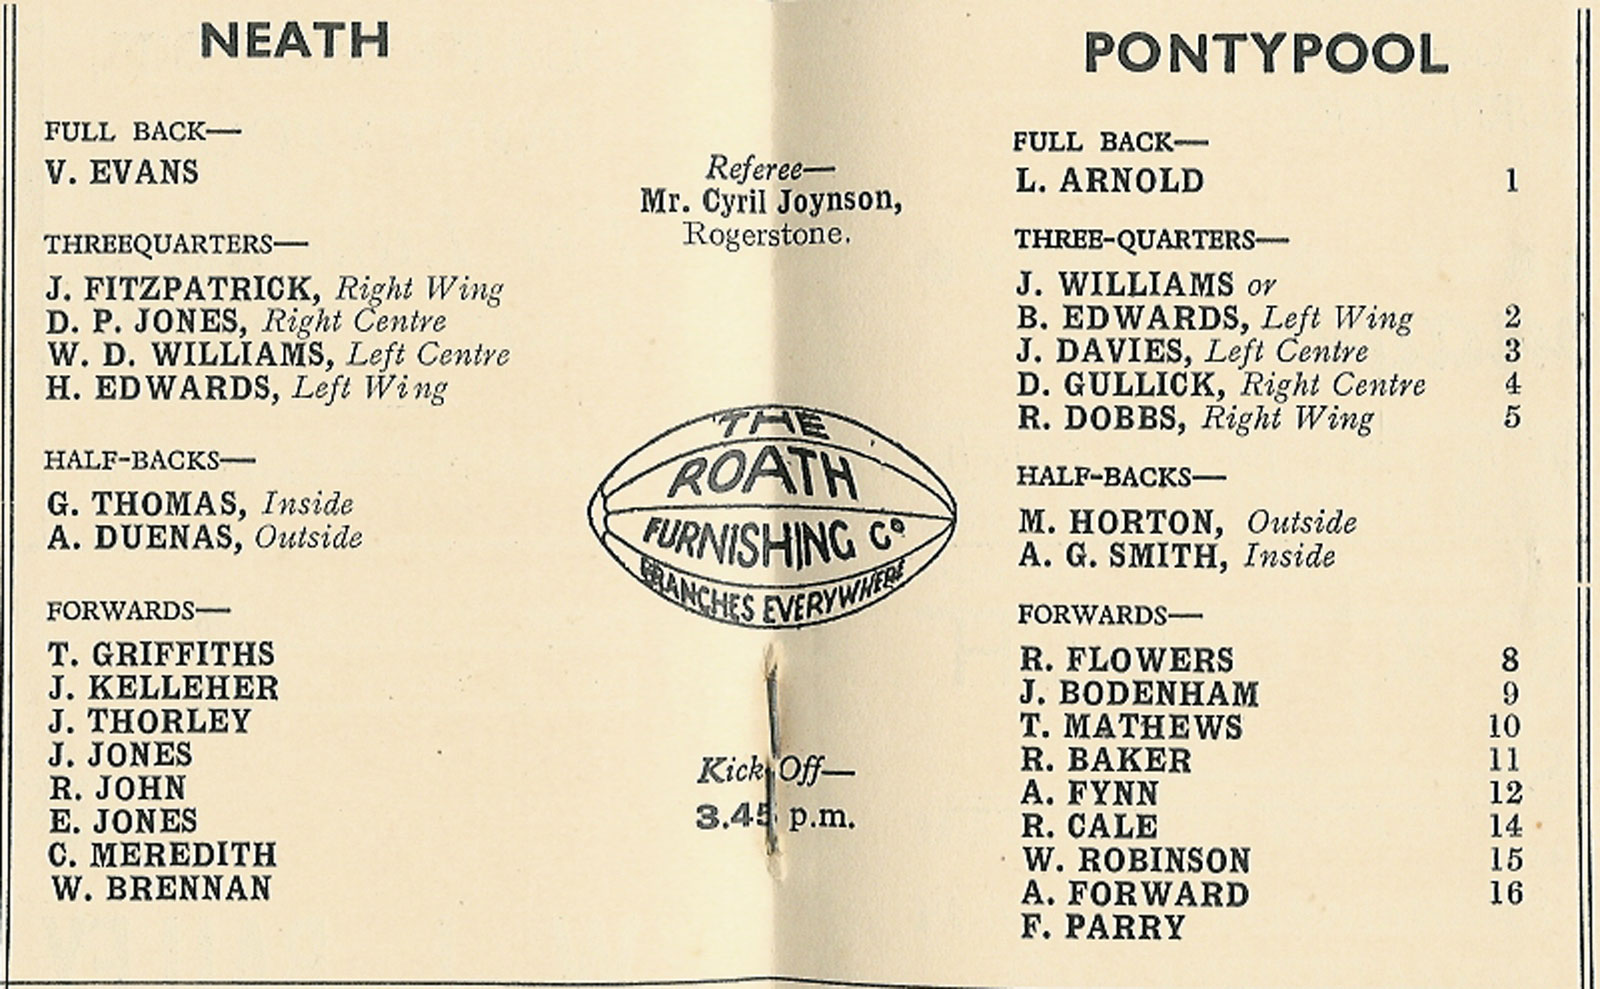 NEATH
FULL BACK—
V. EVANS
THREEQUARTERS—
J. FITZPATRICK, Right Wing
D. P. JONES, Right Centre
W. D. WILLIAMS, Left Centre
H. EDWARDS, Left Wing
HALF-BACKS—
G. THOMAS, Inside
A. DUENAS, Outside
FORWARDS—
T. GRIFFITHS
J. KELLEHER
J. THORLEY
J. JONES
R. JOHN
E. JONES
C. MEREDITH
W. BRENNAN
Referee—
Mr. Cyril Joynson,
Rogerstone.
THE
ROATH
FURNISHING Co
BRANCHES EVERYWHERE
Kick Off—
3.45 p.m.
PONTYPOOL
FULL BACK—
L. ARNOLD 1
THREE-QUARTERS—
J. WILLIAMS or
B. EDWARDS, Left Wing 2
J. DAVIES, Left Centre 3
D. GULLICK, Right Centre 4
R. DOBBS, Right Wing 5
HALF-BACKS—
M. HORTON, Outside
A. G. SMITH, Inside
FORWARDS—
R. FLOWERS 8
J. BODENHAM 9
T. MATHEWS 10
R. BAKER 11
A. FYNN 12
R. CALE 14
W. ROBINSON 15
A. FORWARD 16
F. PARRY